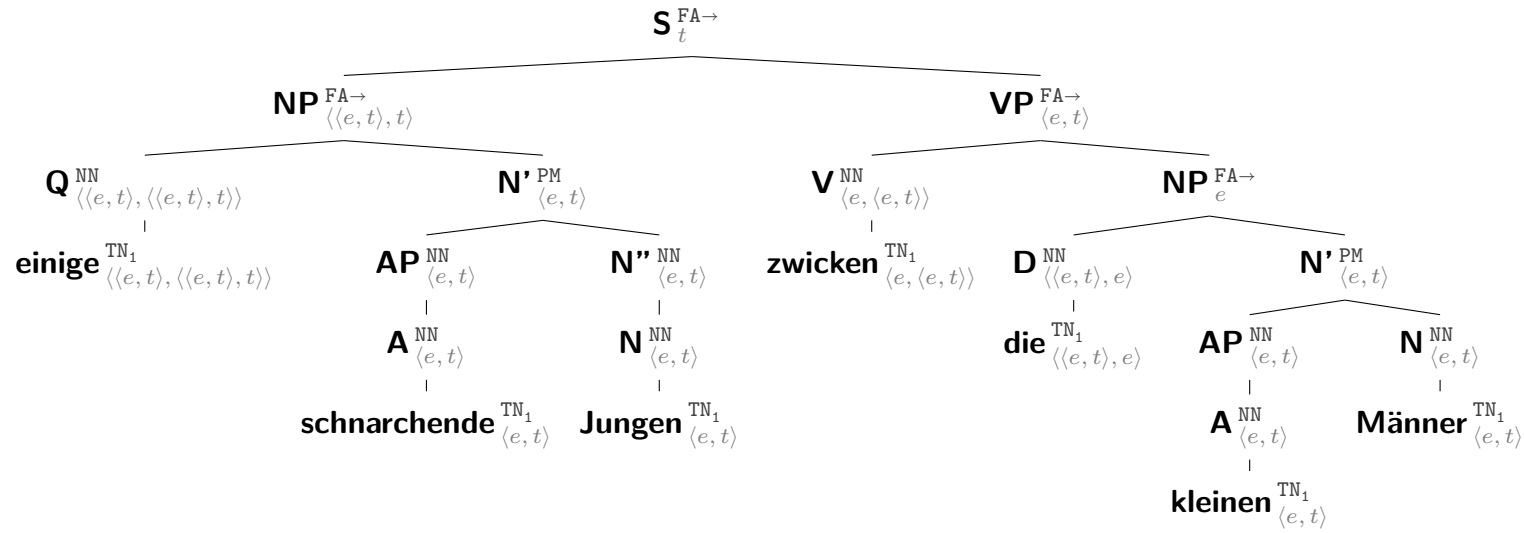 S FA→ t
NP FA→ ⟨⟨e, t⟩, t⟩ VP FA→ ⟨e, t⟩
Q NN ⟨⟨e, t⟩, ⟨⟨e, t⟩, t⟩⟩ N' PM ⟨e, t⟩ V NN ⟨e, ⟨e, t⟩⟩ NP FA→ e
einige TN₁ ⟨⟨e, t⟩, ⟨⟨e, t⟩, t⟩⟩ AP NN ⟨e, t⟩ N” NN ⟨e, t⟩ zwicken TN₁ ⟨e, ⟨e, t⟩⟩ D NN ⟨⟨e, t⟩, e⟩ N' PM ⟨e, t⟩
A NN ⟨e, t⟩ N NN ⟨e, t⟩ die TN₁ ⟨⟨e, t⟩, e⟩ AP NN ⟨e, t⟩ N NN ⟨e, t⟩
schnarchende TN₁ ⟨e, t⟩ Jungen TN₁ ⟨e, t⟩ A NN ⟨e, t⟩ Männer TN₁ ⟨e, t⟩
kleinen TN₁ ⟨e, t⟩